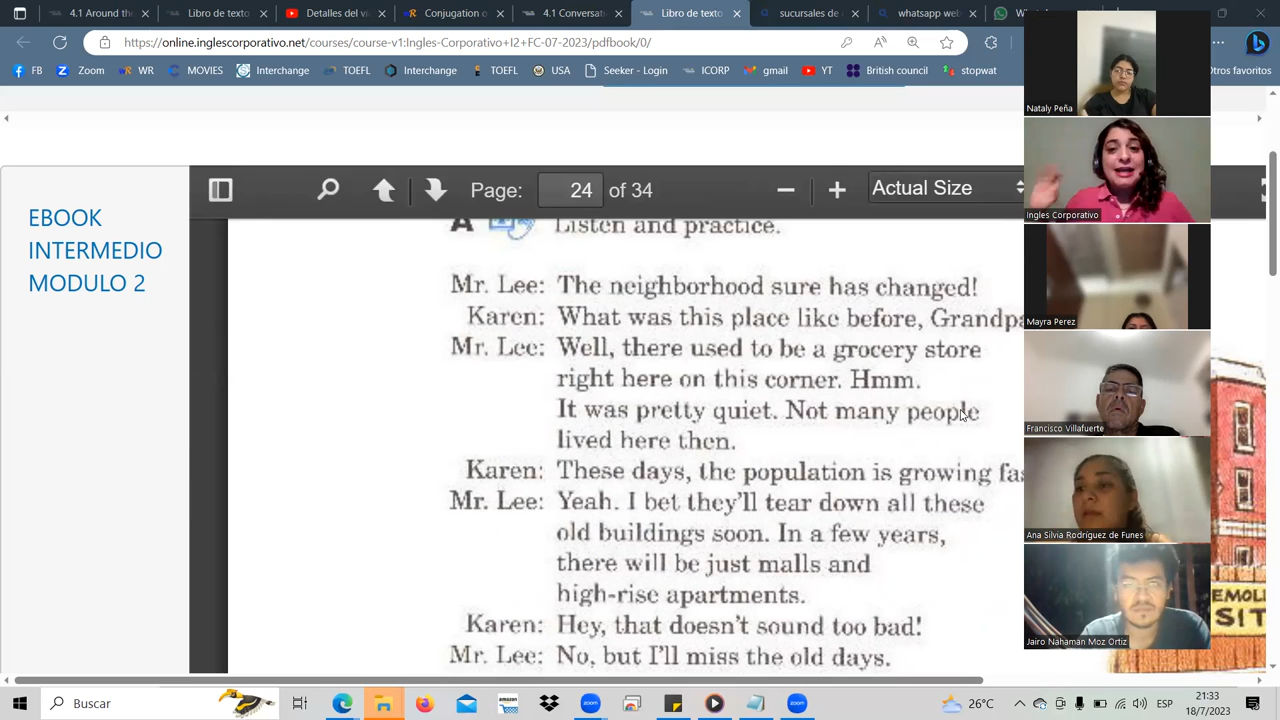 Libro de texto
Detalles del v
Conjugation c
4.1 Conversat
Libro de texto
sucursales de
whatsapp web
https://online.inglescorporativo.net/courses/course-v1:Ingles-Corporativo+I2+FC-07-2023/pdfbook/0/
FB
Zoom
WR
MOVIES
Interchange
TOEFL
Interchange
TOEFL
USA
Seeker - Login
ICORP
gmail
YT
British council
stopwat
Otros favoritos
Nataly Peña
Ingles Corporativo
Mayra Perez
Francisco Villafuerte
Ana Silvia Rodríguez de Funes
Jairo Nahaman Moz Ortiz
EBOOK
INTERMEDIO
MODULO 2
Page: 24 of 34
Actual Size
A Listen and practice.
Mr. Lee: The neighborhood sure has changed!
Karen: What was this place like before, Grandpa
Mr. Lee: Well, there used to be a grocery store
right here on this corner. Hmm.
It was pretty quiet. Not many people
lived here then.
Karen: These days, the population is growing fas
Mr. Lee: Yeah. I bet they'll tear down all these
old buildings soon. In a few years,
there will be just malls and
high-rise apartments.
Karen: Hey, that doesn't sound too bad!
Mr. Lee: No, but I'll miss the old days.
EMOL
SIT
Buscar
amazon
zoom
zoom
26°C
ESP
21:33
18/7/2023